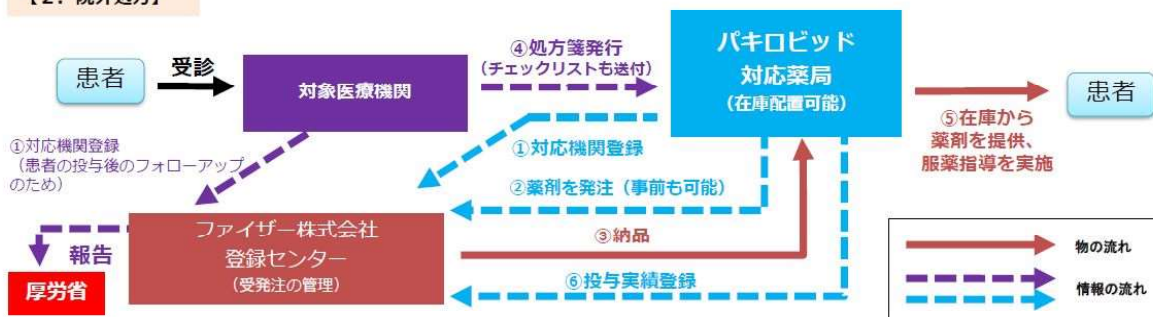 【2．院外処方】
患者
受診
対象医療機関
④処方箋発行
（チェックリストも送付）
パキロビッド
対応薬局
（在庫配置可能）
⑤在庫から
薬剤を提供、
服薬指導を実施
患者
①対応機関登録
（患者の投与後のフォローアップ
のため）
①対応機関登録
②薬剤を発注（事前も可能）
ファイザー株式会社
登録センター
（受発注の管理）
③納品
⑥投与実績登録
報告
厚労省
物の流れ
情報の流れ